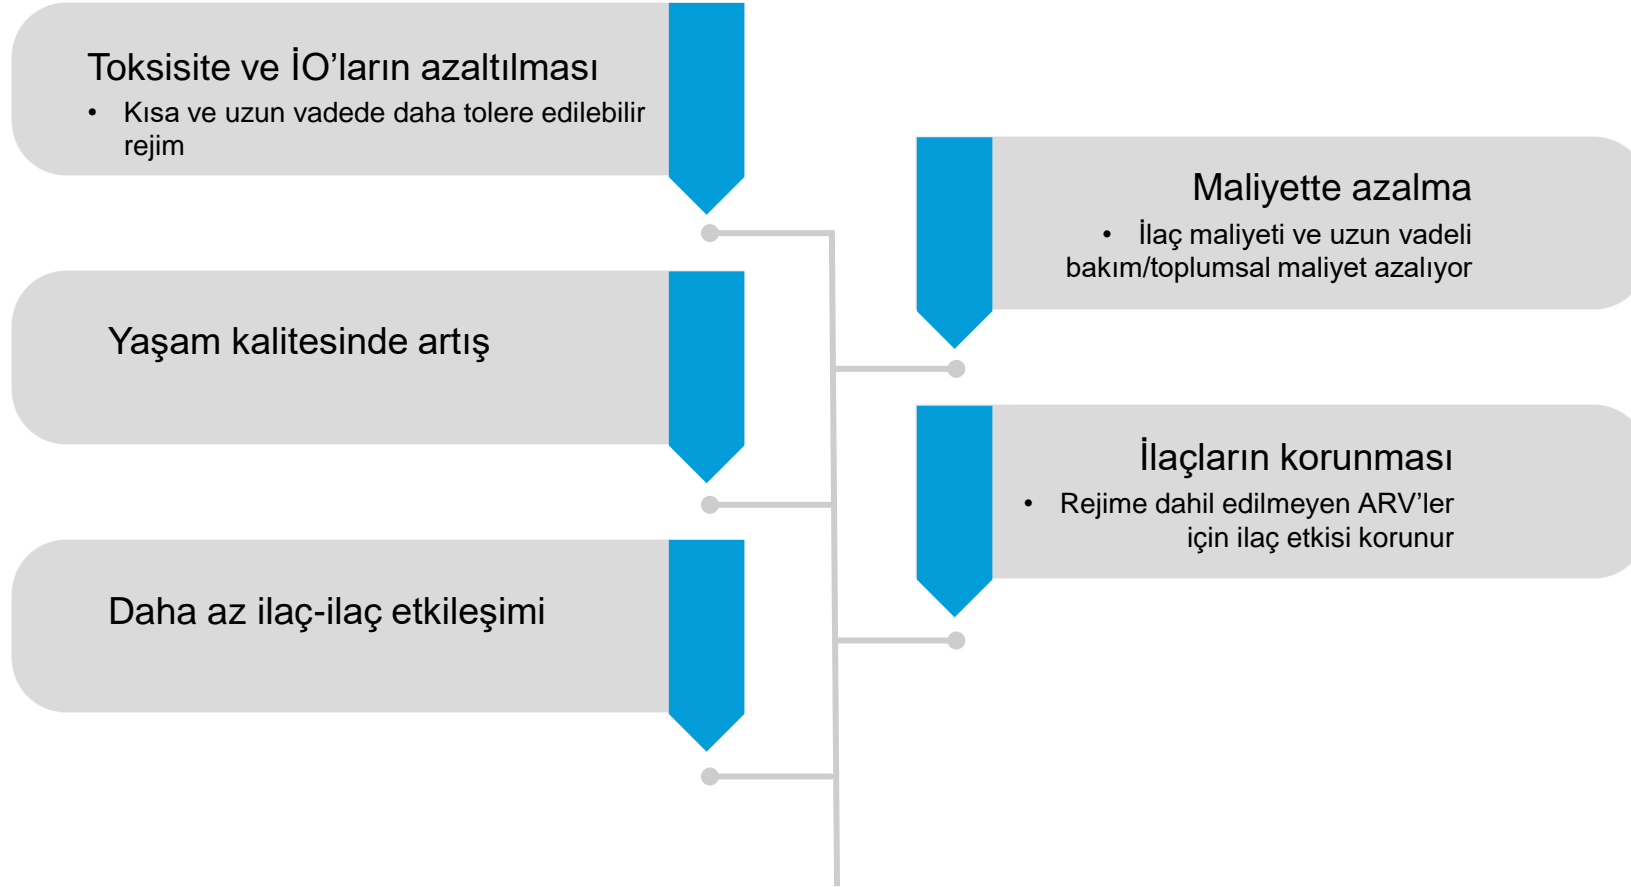 Toksisite ve İO’ların azaltılması
• Kısa ve uzun vadede daha tolere edilebilir
rejim
Maliyette azalma
• İlaç maliyeti ve uzun vadeli
bakım/toplumsal maliyet azalıyor
Yaşam kalitesinde artış
İlaçların korunması
• Rejime dahil edilmeyen ARV’ler
için ilaç etkisi korunur
Daha az ilaç-ilaç etkileşimi